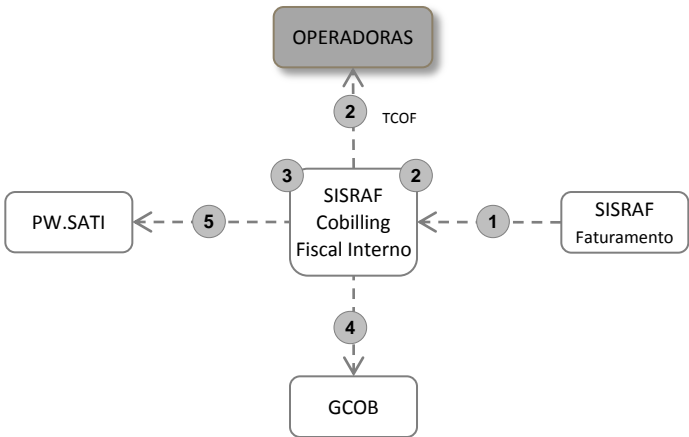 OPERADORAS
2
TCOF
3
2
SISRAF
Cobilling
Fiscal Interno
PW.SATI
5
1
SISRAF
Faturamento
4
GCOB